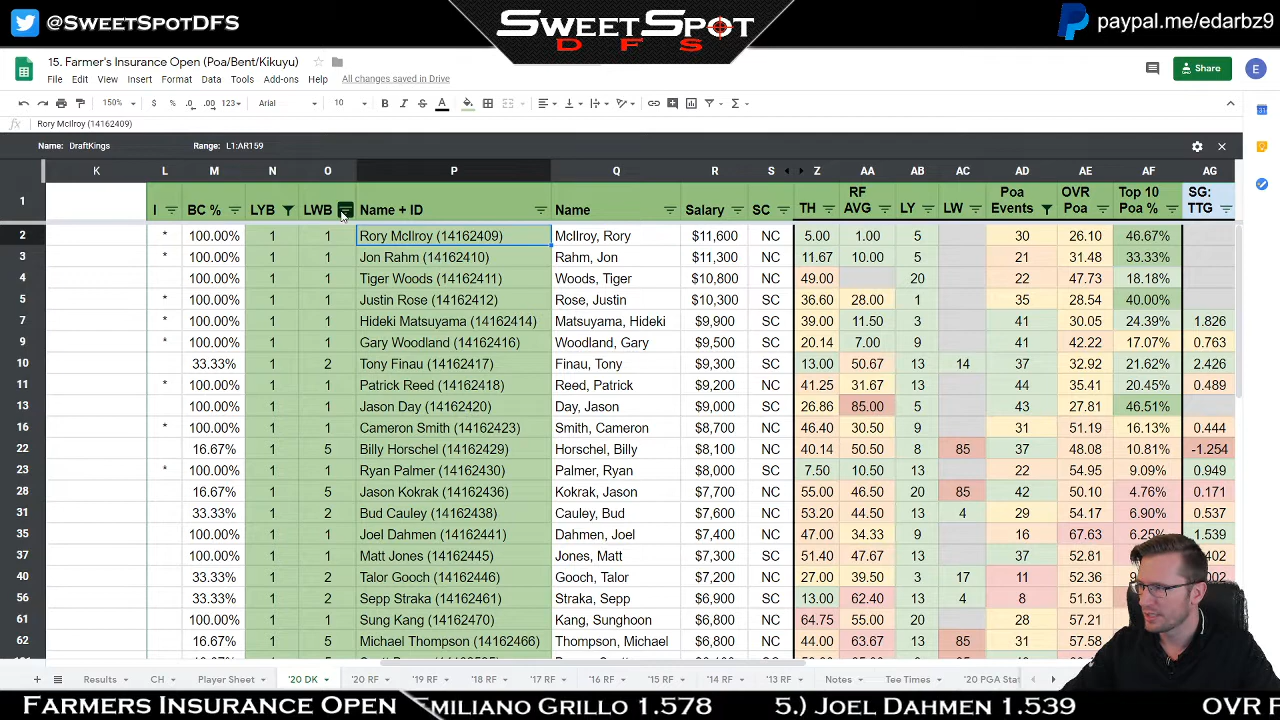 @SweetSpotDFS
SweetSpot
DFS
paypal.me/edarbz9
15. Farmer's Insurance Open (Poa/Bent/Kikuyu)
File Edit View Insert Format Data Tools Add-ons Help All changes saved in Drive
Share
E
150% $ % .0 .00 123 Arial 10 B I S A
fx Rory McIlroy (14162409)
Name: DraftKings Range: L1:AR159
K L M N O P Q R S Z AA AB AC AD AE AF AG
1 I BC % LYB LWB Name + ID Name Salary SC TH RF AVG LY LW Poa Events OVR Poa Top 10 Poa % SG: TTG
2 * 100.00% 1 1 Rory McIlroy (14162409) McIlroy, Rory $11,600 NC 5.00 1.00 5 30 26.10 46.67%
3 * 100.00% 1 1 Jon Rahm (14162410) Rahm, Jon $11,300 NC 11.67 10.00 5 21 31.48 33.33%
4 100.00% 1 1 Tiger Woods (14162411) Woods, Tiger $10,800 NC 49.00 20 22 47.73 18.18%
5 * 100.00% 1 1 Justin Rose (14162412) Rose, Justin $10,300 SC 36.60 28.00 1 35 28.54 40.00%
7 * 100.00% 1 1 Hideki Matsuyama (14162414) Matsuyama, Hideki $9,900 SC 39.00 11.50 3 41 30.05 24.39% 1.826
9 * 100.00% 1 1 Gary Woodland (14162416) Woodland, Gary $9,500 SC 20.14 7.00 9 41 42.22 17.07% 0.763
10 33.33% 1 2 Tony Finau (14162417) Finau, Tony $9,300 SC 13.00 50.67 13 14 37 32.92 21.62% 2.426
11 * 100.00% 1 1 Patrick Reed (14162418) Reed, Patrick $9,200 NC 41.25 31.67 13 44 35.41 20.45% 0.489
13 100.00% 1 1 Jason Day (14162420) Day, Jason $9,000 SC 26.86 85.00 5 43 27.81 46.51%
16 * 100.00% 1 1 Cameron Smith (14162423) Smith, Cameron $8,700 SC 46.40 30.50 9 31 51.19 16.13% 0.444
22 16.67% 1 5 Billy Horschel (14162429) Horschel, Billy $8,100 NC 40.14 50.50 8 85 37 48.08 10.81% -1.254
23 * 100.00% 1 1 Ryan Palmer (14162430) Palmer, Ryan $8,000 SC 7.50 10.50 13 22 54.95 9.09% 0.949
28 16.67% 1 5 Jason Kokrak (14162436) Kokrak, Jason $7,700 NC 55.00 46.50 20 85 42 50.10 4.76% 0.171
31 33.33% 1 2 Bud Cauley (14162438) Cauley, Bud $7,600 SC 53.20 44.50 13 4 29 54.17 6.90% 0.537
35 100.00% 1 1 Joel Dahmen (14162441) Dahmen, Joel $7,400 NC 47.00 34.33 9 16 67.63 6.25% 1.539
37 100.00% 1 1 Matt Jones (14162445) Jones, Matt $7,300 NC 51.40 47.67 13 37 52.81
40 33.33% 1 2 Talor Gooch (14162446) Gooch, Talor $7,200 NC 27.00 39.50 3 17 11 52.36
56 33.33% 1 2 Sepp Straka (14162461) Straka, Sepp $6,900 SC 13.00 62.40 13 4 8 51.63
61 100.00% 1 1 Sung Kang (14162470) Kang, Sunghoon $6,800 NC 64.75 55.00 20 28 57.21
62 16.67% 1 5 Michael Thompson (14162466) Thompson, Michael $6,800 NC 44.00 63.67 13 85 31 57.58
Results CH Player Sheet '20 DK '20 RF '19 RF '18 RF '17 RF '16 RF '15 RF '14 RF '13 RF Notes Tee Times '20 PGA Sta
Farmers Insurance Open Emiliano Grillo 1.578 5.) Joel Dahmen 1.539 OVR